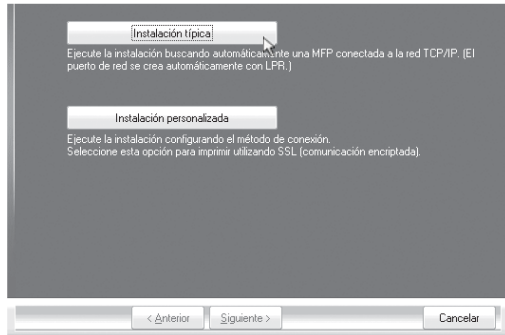 Instalación típica
Ejecute la instalación buscando automáticamente una MFP conectada a la red TCP/IP. (El
puerto de red se crea automáticamente con LPR.)
Instalación personalizada
Ejecute la instalación configurando el método de conexión.
Seleccione esta opción para imprimir utilizando SSL (comunicación encriptada).
< Anterior
Siguiente >
Cancelar